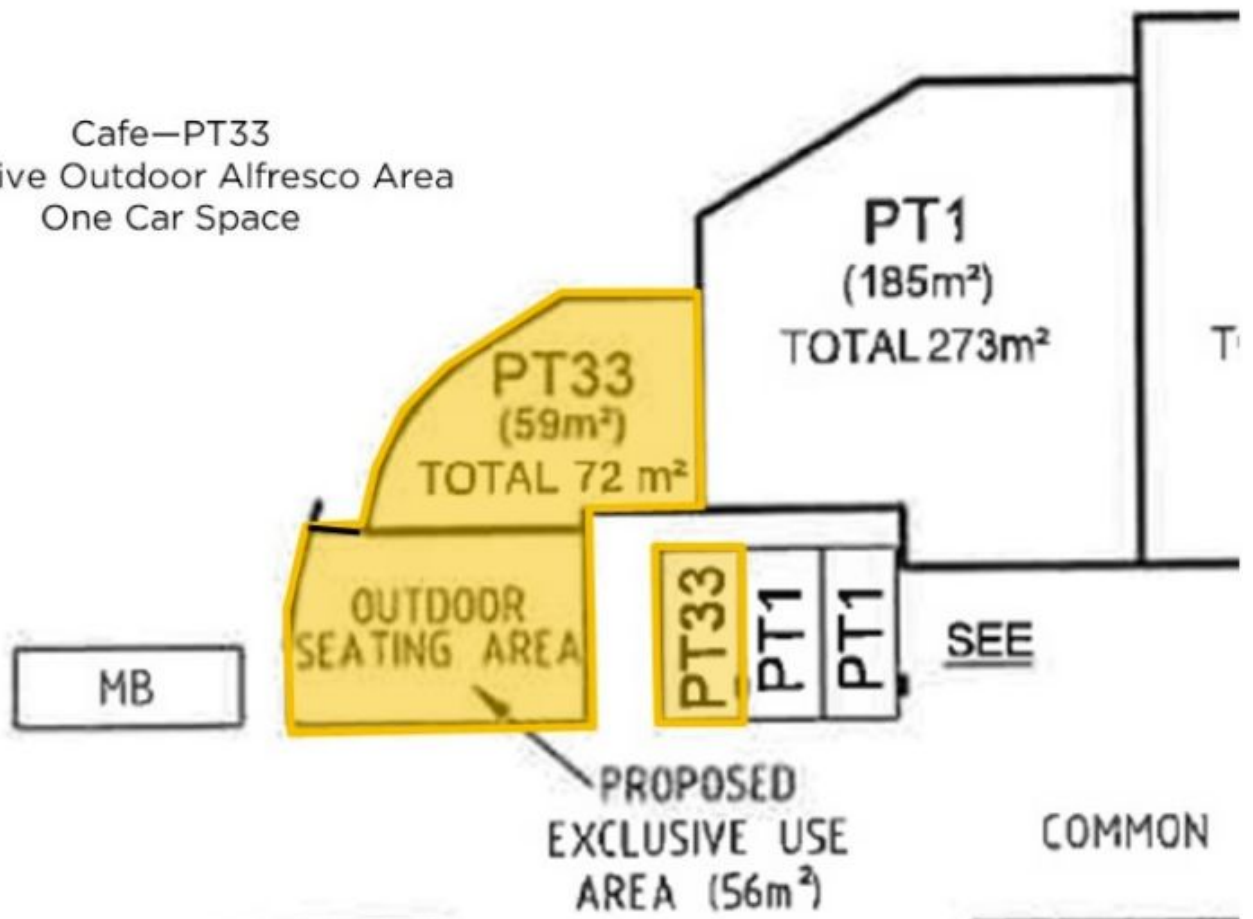 Cafe—PT33
ive Outdoor Alfresco Area
One Car Space
PT1
(185m²)
TOTAL 273m²
PT33
(59m²)
TOTAL 72 m²
OUTDOOR
SEATING AREA
PT33
PT1
PT1
SEE
MB
PROPOSED
EXCLUSIVE USE
AREA (56m²)
COMMON